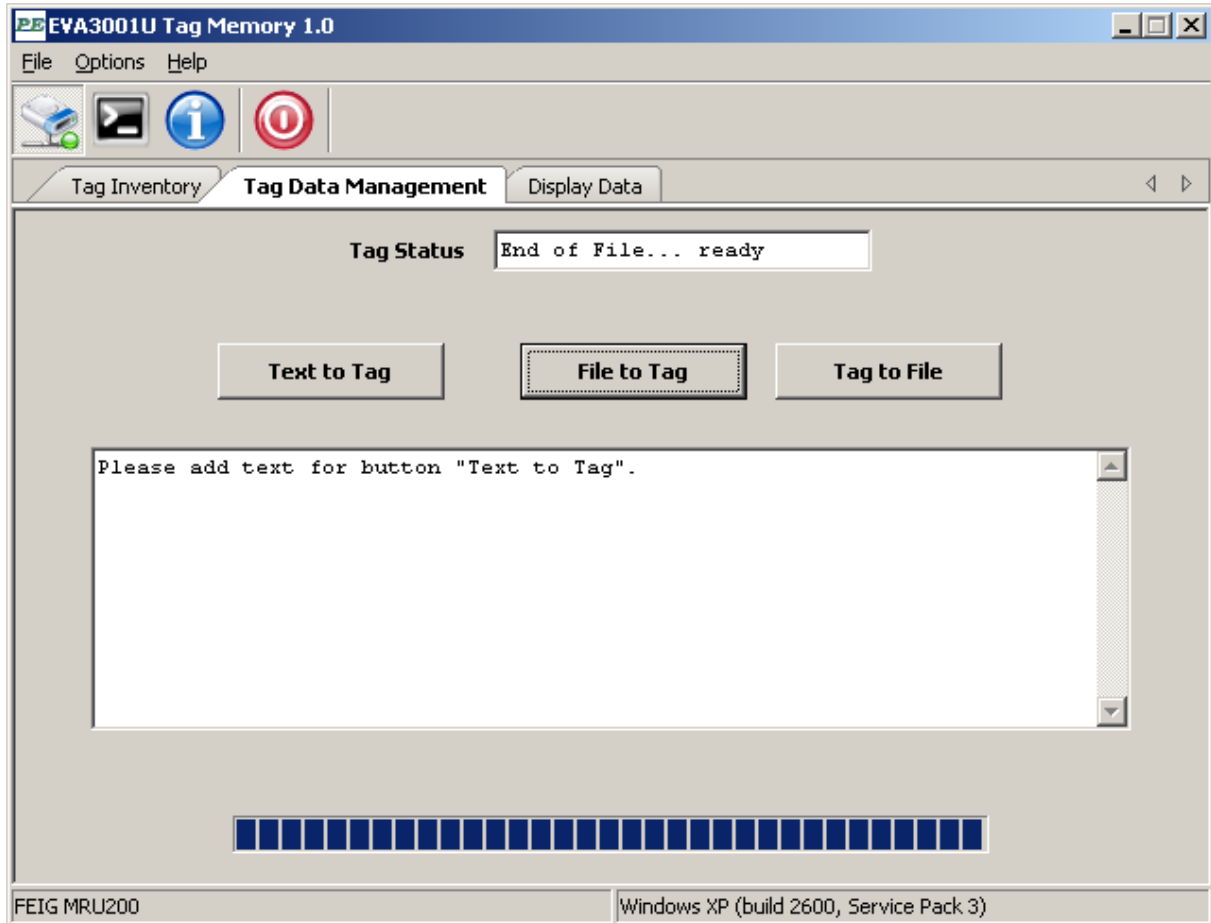 PE EVA3001U Tag Memory 1.0
File Options Help
Tag Inventory Tag Data Management Display Data
Tag Status End of File... ready
Text to Tag File to Tag Tag to File
Please add text for button "Text to Tag".
FEIG MRU200 Windows XP (build 2600, Service Pack 3)